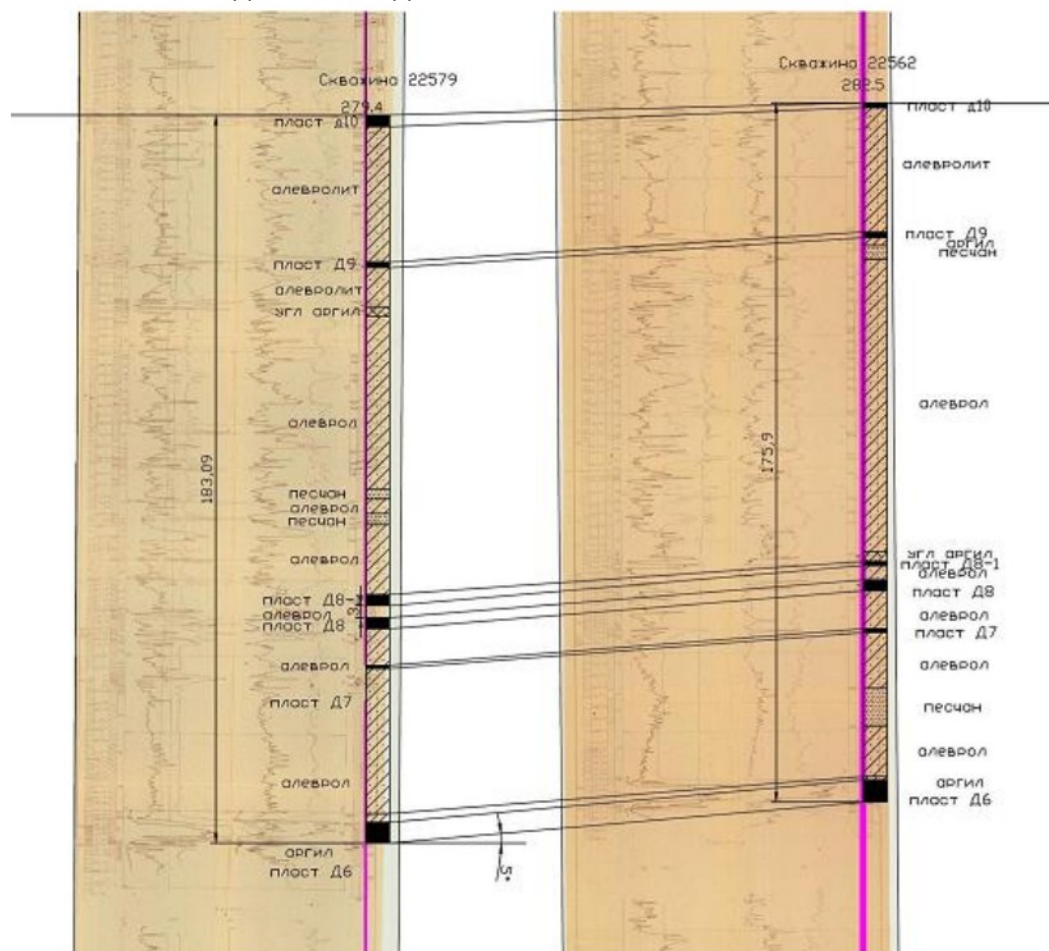 Скважина 22579
279,4
пласт д10
алевролит
пласт Д9
алевролит
угл аргил
алеврол
183,09
песчан
алеврол
песчан
алеврол
пласт Д8-1
алеврол
пласт Д8
алеврол
пласт Д7
алеврол
аргил
пласт Д6
5°
Скважина 22562
282.5
пласт д10
алевролит
пласт Д9
аргил
песчан
алеврол
175,9
угл аргил
пласт Д8-1
алеврол
пласт Д8
алеврол
пласт Д7
алеврол
песчан
алеврол
аргил
пласт Д6